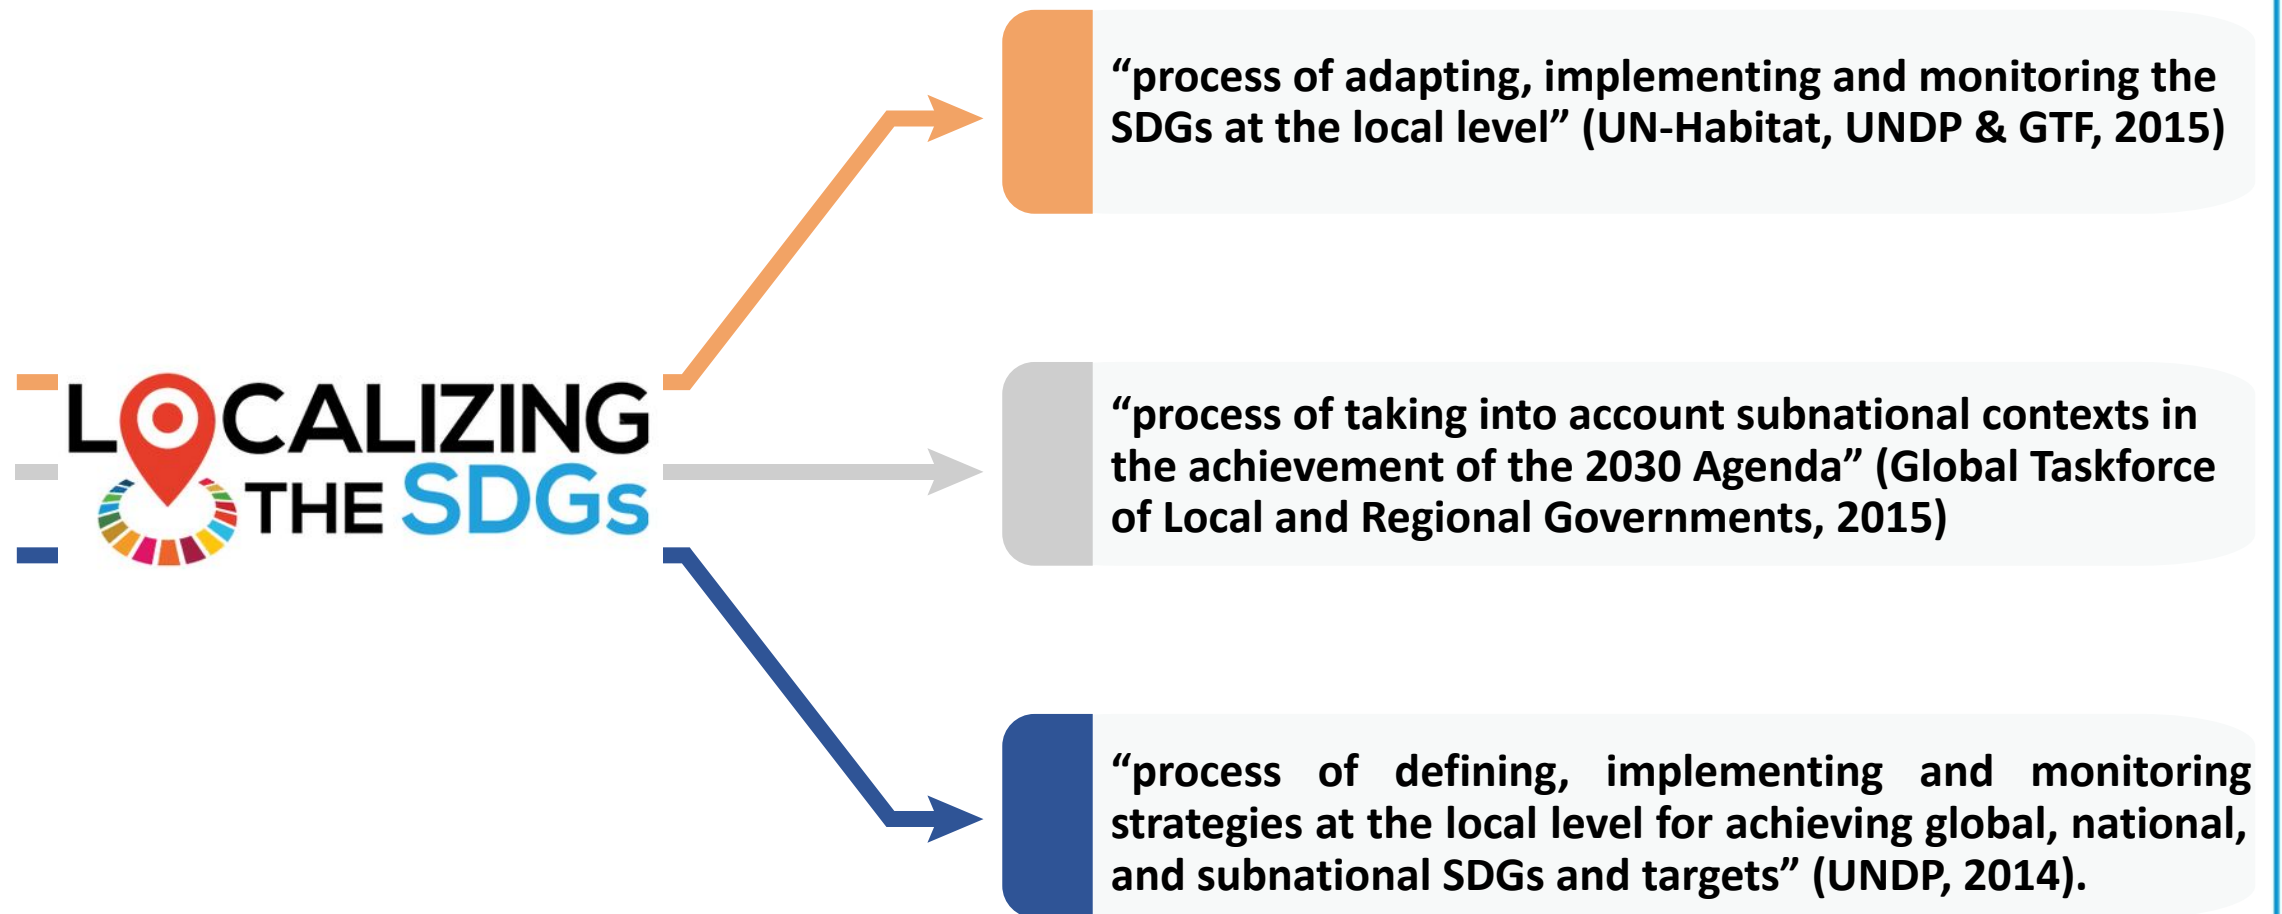 LOCALIZING
THE SDGs
“process of adapting, implementing and monitoring the
SDGs at the local level” (UN-Habitat, UNDP & GTF, 2015)
“process of taking into account subnational contexts in
the achievement of the 2030 Agenda” (Global Taskforce
of Local and Regional Governments, 2015)
“process of defining, implementing and monitoring
strategies at the local level for achieving global, national,
and subnational SDGs and targets” (UNDP, 2014).